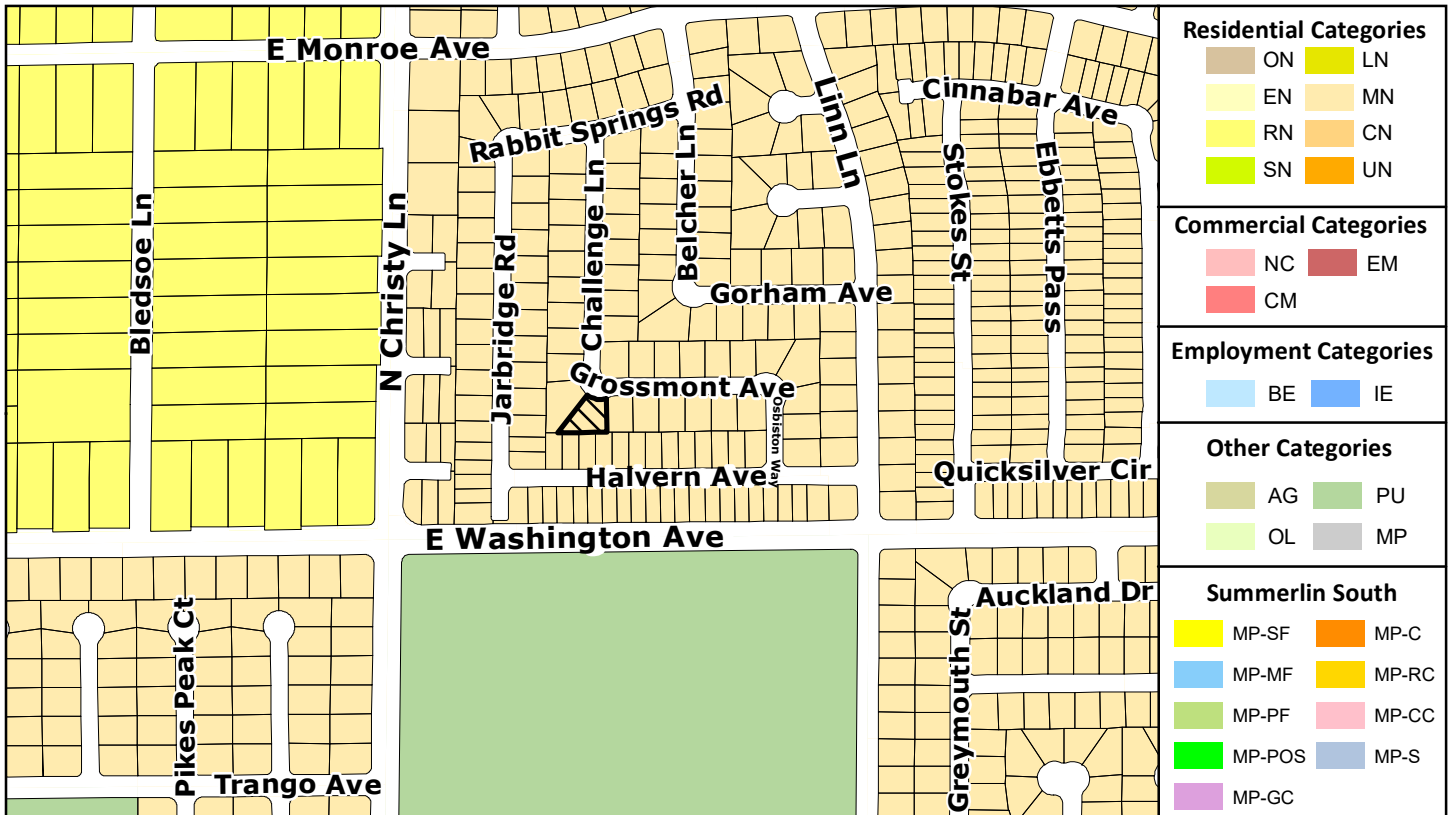 E Monroe Ave
Rabbit Springs Rd
Linn Ln
Cinnabar Ave
Bledsoe Ln
N Christy Ln
Jarbridge Rd
Challenge Ln
Belcher Ln
Stokes St
Ebbetts Pass
Gorham Ave
Grossmont Ave
Osbiston Way
Halvern Ave
Quicksilver Cir
E Washington Ave
Pikes Peak Ct
Trango Ave
Auckland Dr
Greymouth St
Residential Categories
ON LN
EN MN
RN CN
SN UN
Commercial Categories
NC EM
CM
Employment Categories
BE IE
Other Categories
AG PU
OL MP
Summerlin South
MP-SF MP-C
MP-MF MP-RC
MP-PF MP-CC
MP-POS MP-S
MP-GC